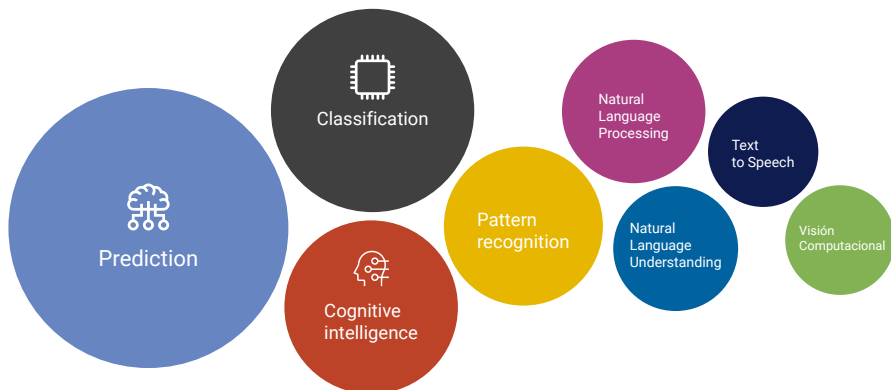 Prediction
Classification
Cognitive
intelligence
Pattern
recognition
Natural
Language
Processing
Natural
Language
Understanding
Text
to Speech
Visión
Computacional